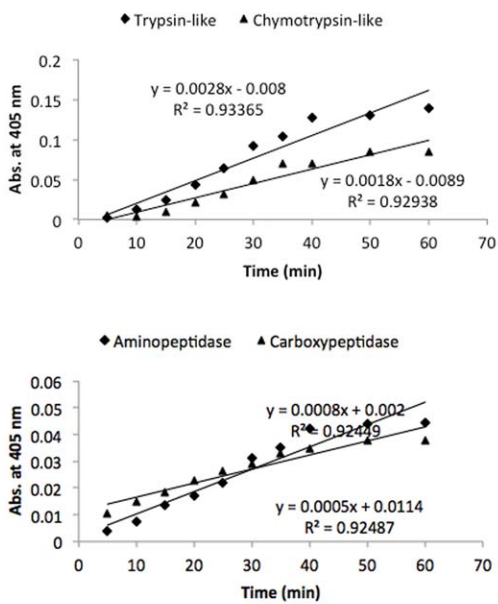 Trypsin-like Chymotrypsin-like
0.2
0.15
0.1
0.05
0
Abs. at 405 nm
y = 0.0028x - 0.008
R² = 0.93365
y = 0.0018x - 0.0089
R² = 0.92938
0 10 20 30 40 50 60 70
Time (min)
Aminopeptidase Carboxypeptidase
0.06
0.05
0.04
0.03
0.02
0.01
0
Abs. at 405 nm
y = 0.0008x + 0.002
R² = 0.92449
y = 0.0005x + 0.0114
R² = 0.92487
0 10 20 30 40 50 60 70
Time (min)